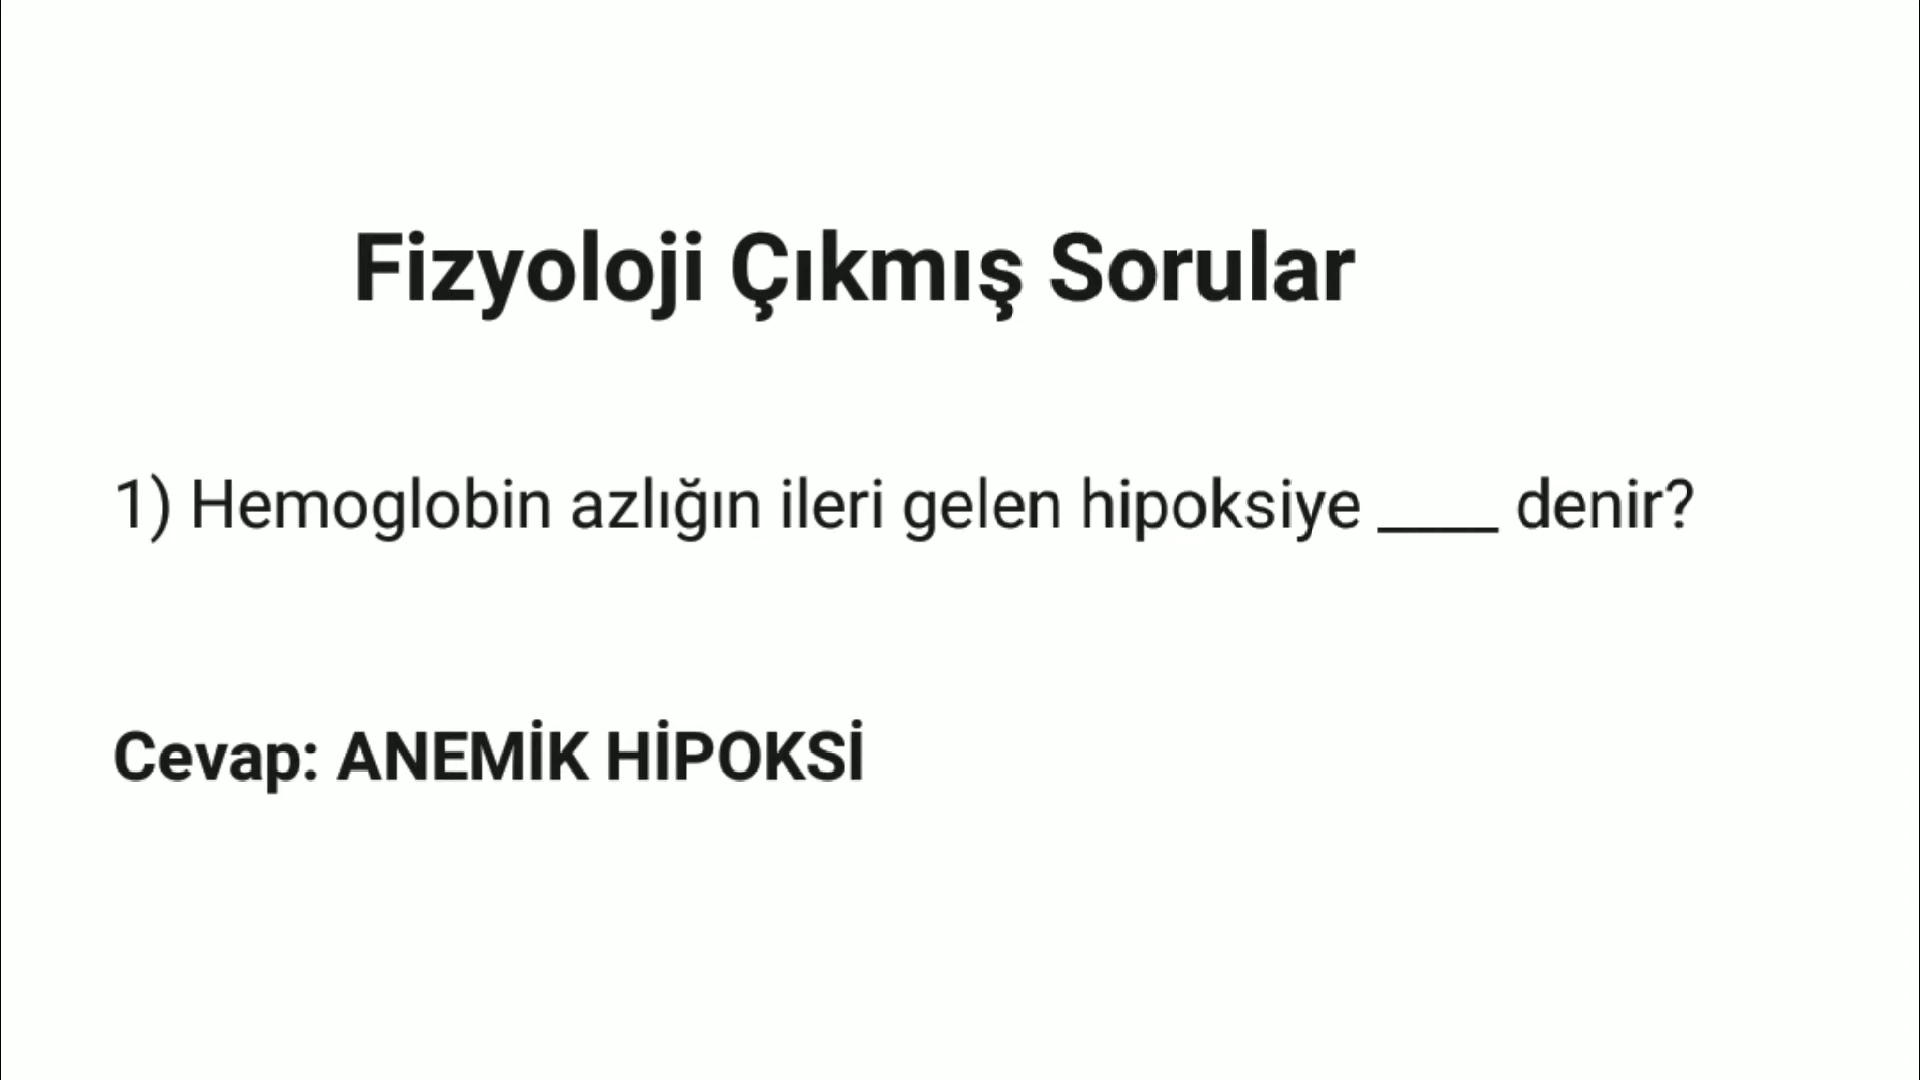 Fizyoloji Çıkmış Sorular
1) Hemoglobin azlığın ileri gelen hipoksiye ____ denir?
Cevap: ANEMİK HİPOKSİ